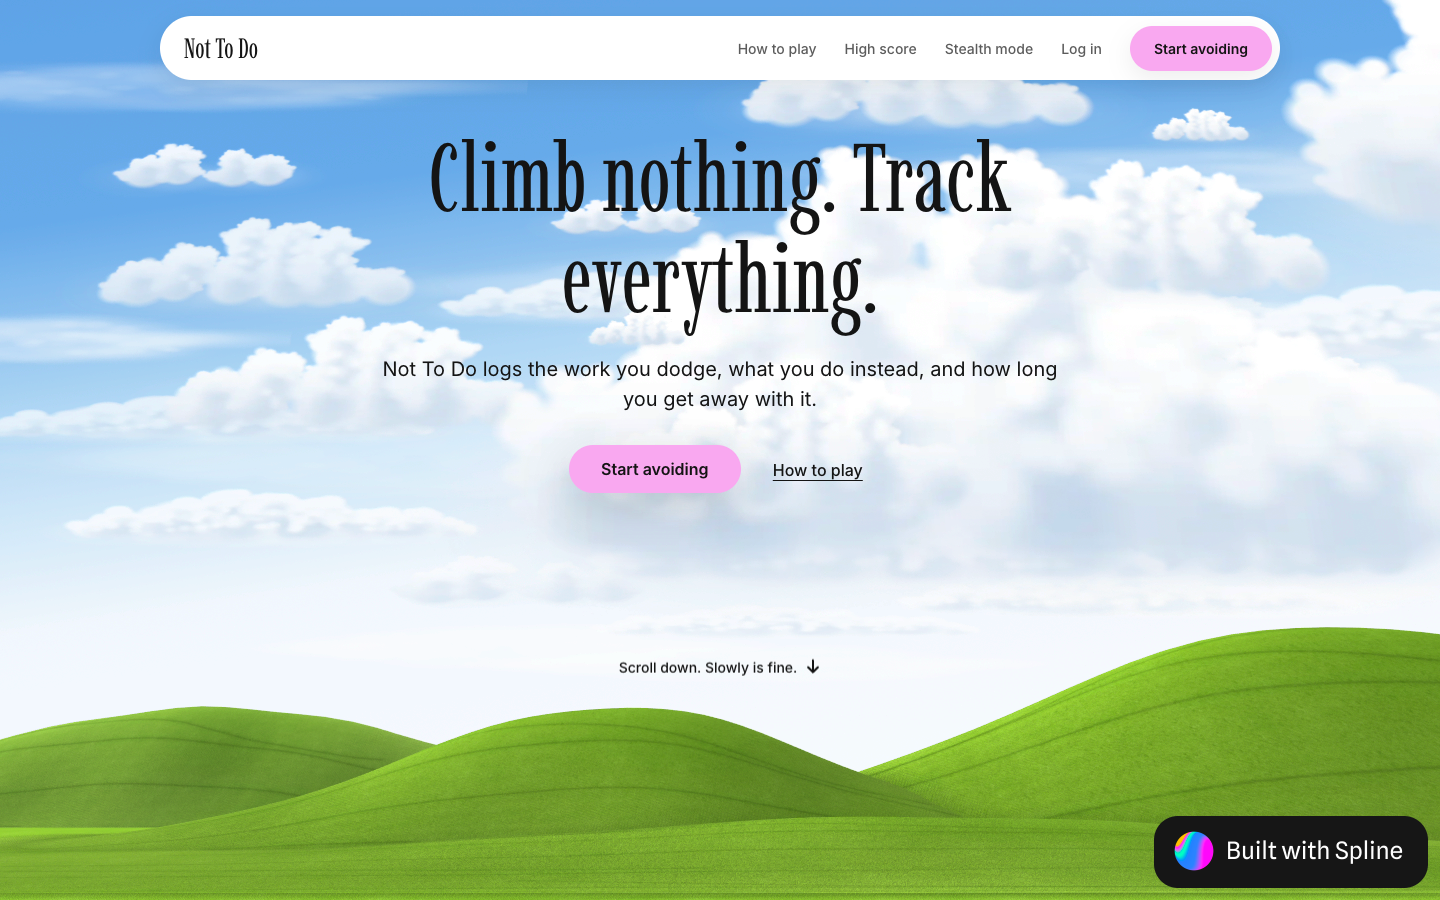 Not To Do
How to play
High score
Stealth mode
Log in
Start avoiding
Climb nothing. Track
everything.
Not To Do logs the work you dodge, what you do instead, and how long
you get away with it.
Start avoiding
How to play
Scroll down. Slowly is fine.
Built with Spline